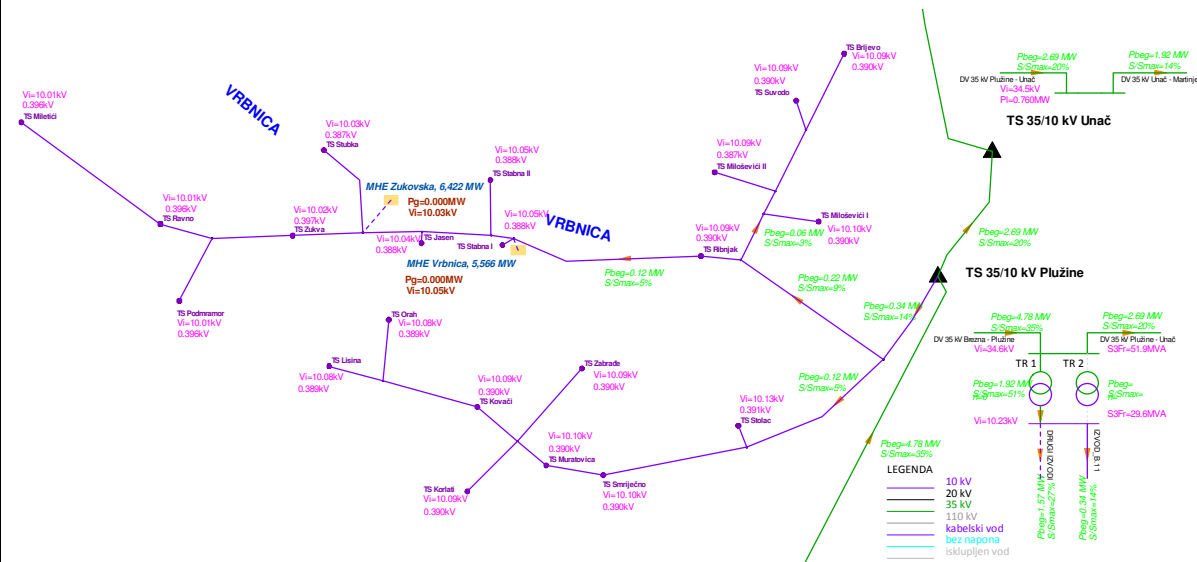 Vi=10.01kV
0.396kV
TS Miletići
VRBNICA
Vi=10.03kV
0.387kV
TS Stubka
Vi=10.05kV
0.388kV
TS Stabna II
MHE Zukovska, 6,422 MW
Pg=0.000MW
Vi=10.03kV
Vi=10.01kV
0.396kV
TS Ravno
Vi=10.02kV
0.397kV
TS Zukva
Vi=10.04kV
0.388kV
TS Jasen
TS Stabna I
Vi=10.05kV
0.388kV
VRBNICA
MHE Vrbnica, 5,566 MW
Pg=0.000MW
Vi=10.05kV
TS Podmramor
Vi=10.01kV
0.396kV
TS Brljevo
Vi=10.09kV
0.390kV
Vi=10.09kV
0.390kV
TS Suvodo
Vi=10.09kV
0.387kV
TS Miloševići II
TS Miloševići I
Vi=10.10kV
0.390kV
Vi=10.09kV
0.390kV
TS Ribnjak
Pbeg=0.06 MW
S/Smax=3%
Pbeg=0.12 MW
S/Smax=5%
Pbeg=0.22 MW
S/Smax=9%
Pbeg=0.34 MW
S/Smax=14%
Pbeg=2.69 MW
S/Smax=20%
Pbeg=0.12 MW
S/Smax=5%
Pbeg=4.78 MW
S/Smax=35%
TS Orah
Vi=10.08kV
0.389kV
TS Lisina
Vi=10.08kV
0.389kV
Vi=10.09kV
0.390kV
TS Kovači
TS Zabrađe
Vi=10.09kV
0.390kV
Vi=10.13kV
0.391kV
TS Stolac
Vi=10.10kV
0.390kV
TS Muratovica
TS Smriječno
Vi=10.10kV
0.390kV
TS Korlati
Vi=10.09kV
0.390kV
Pbeg=2.69 MW
S/Smax=20%
Pbeg=1.92 MW
S/Smax=14%
DV 35 kV Plužine - Unač
DV 35 kV Unač - Martinje
Vi=34.5kV
Pl=0.760MW
TS 35/10 kV Unač
TS 35/10 kV Plužine
Pbeg=4.78 MW
S/Smax=35%
Pbeg=2.69 MW
S/Smax=20%
DV 35 kV Brezna - Plužine
DV 35 kV Plužine - Unač
Vi=34.6kV
S3Fr=51.9MVA
TR 1
TR 2
Pbeg=1.92 MW
S/Smax=51%
Pbeg=
S/Smax=
Vi=10.23kV
S3Fr=29.6MVA
DRUGI IZVODI
IZVOD, B.11
Pbeg=1.57 MW
S/Smax=27%
Pbeg=0.34 MW
S/Smax=14%
LEGENDA
10 kV
20 kV
35 kV
110 kV
kabelski vod
bez napona
isklupljen vod